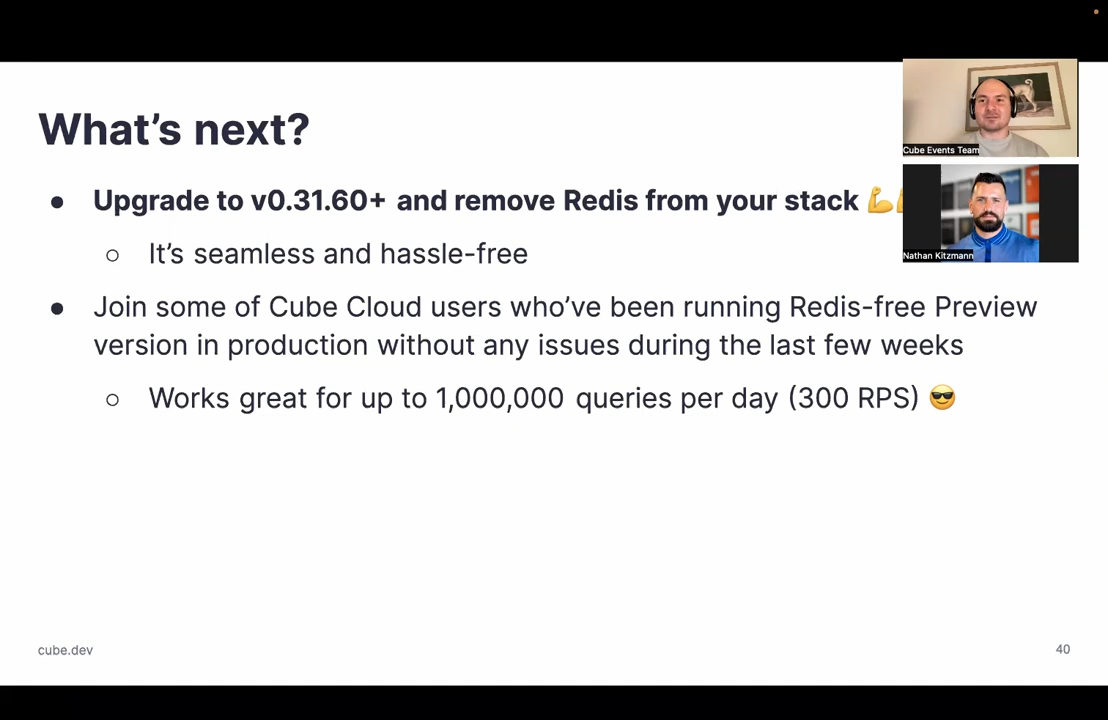 What’s next?
● Upgrade to v0.31.60+ and remove Redis from your stack 💪
○ It’s seamless and hassle-free
● Join some of Cube Cloud users who’ve been running Redis-free Preview
version in production without any issues during the last few weeks
○ Works great for up to 1,000,000 queries per day (300 RPS) 😎
Cube Events Team
Nathan Kitzmann
cube.dev
40